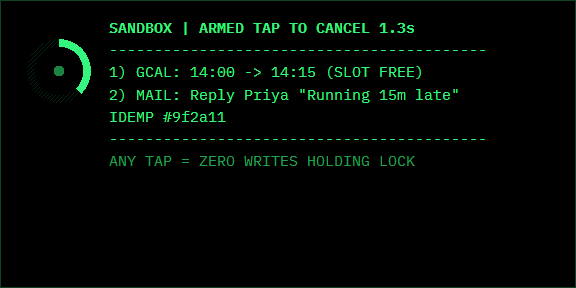 SANDBOX | ARMED TAP TO CANCEL 1.3s
------------------------------------------
1) GCAL: 14:00 -> 14:15 (SLOT FREE)
2) MAIL: Reply Priya "Running 15m late"
IDEMP #9f2a11
------------------------------------------
ANY TAP = ZERO WRITES HOLDING LOCK